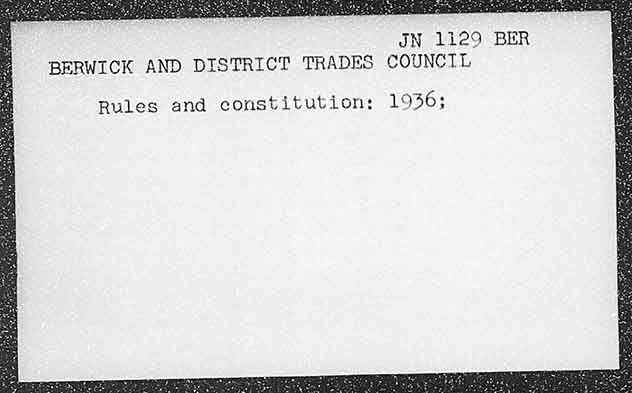 JN 1129 BER
BERWICK AND DISTRICT TRADES COUNCIL
Rules and constitution: 1936;